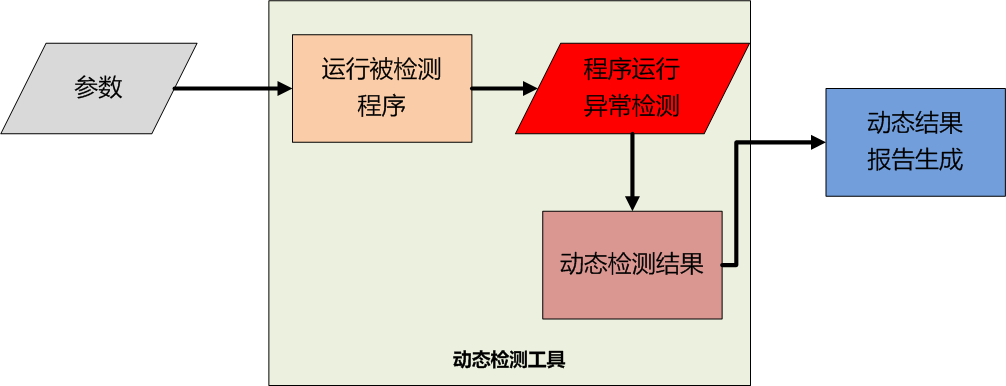 参数
运行被检测
程序
程序运行
异常检测
动态结果
报告生成
动态检测结果
动态检测工具